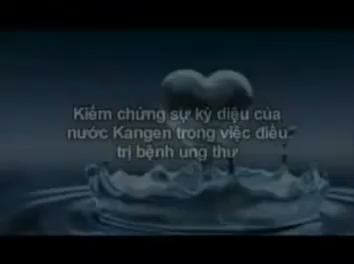 Kiểm chứng sự kỳ diệu của
nước Kangen trong việc điều
trị bệnh ung thư